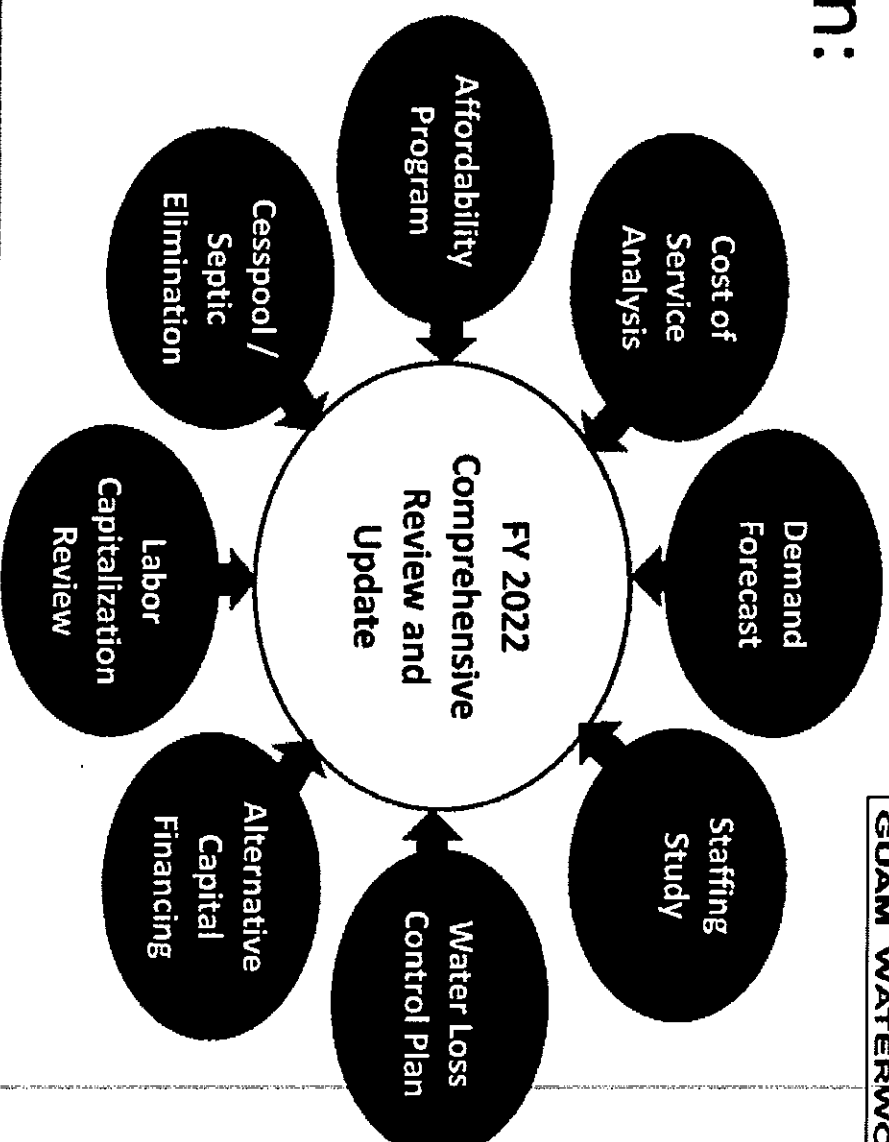 n:
GUAM WATERWO
Demand
Forecast
Cost of
Service
Analysis
Staffing
Study
Affordability
Program
FY 2022
Comprehensive
Review and
Update
Water Loss
Control Plan
Cesspool /
Septic
Elimination
Alternative
Capital
Financing
Labor
Capitalization
Review